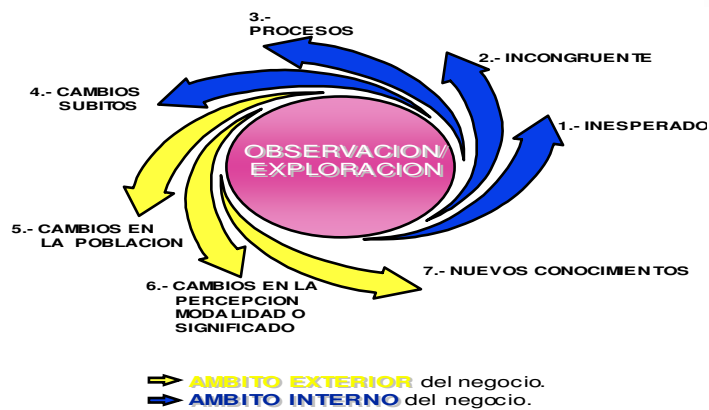 3.-
PROCESOS
2.- INCONGRUENTE
4.- CAMBIOS
SUBITOS
1.- INESPERADO
OBSERVACION/
EXPLORACION
5.- CAMBIOS EN
LA POBLACION
6.- CAMBIOS EN LA
PERCEPCION
MODALIDAD O
SIGNIFICADO
7.- NUEVOS CONOCIMIENTOS
AMBITO EXTERIOR del negocio.
AMBITO INTERNO del negocio.